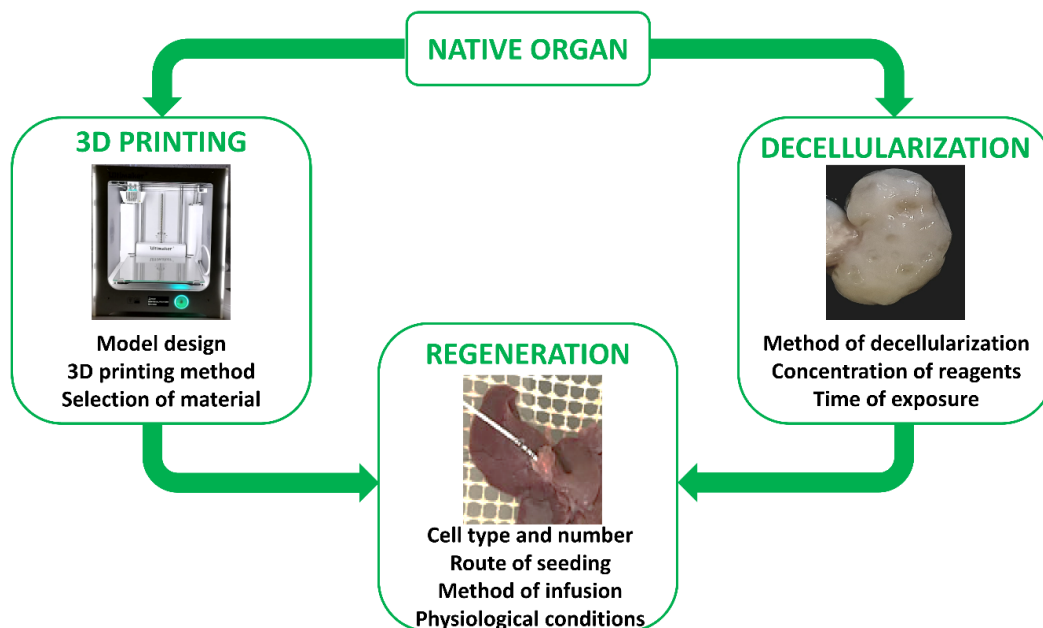 NATIVE ORGAN
3D PRINTING
Model design
3D printing method
Selection of material
DECELLULARIZATION
Method of decellularization
Concentration of reagents
Time of exposure
REGENERATION
Cell type and number
Route of seeding
Method of infusion
Physiological conditions